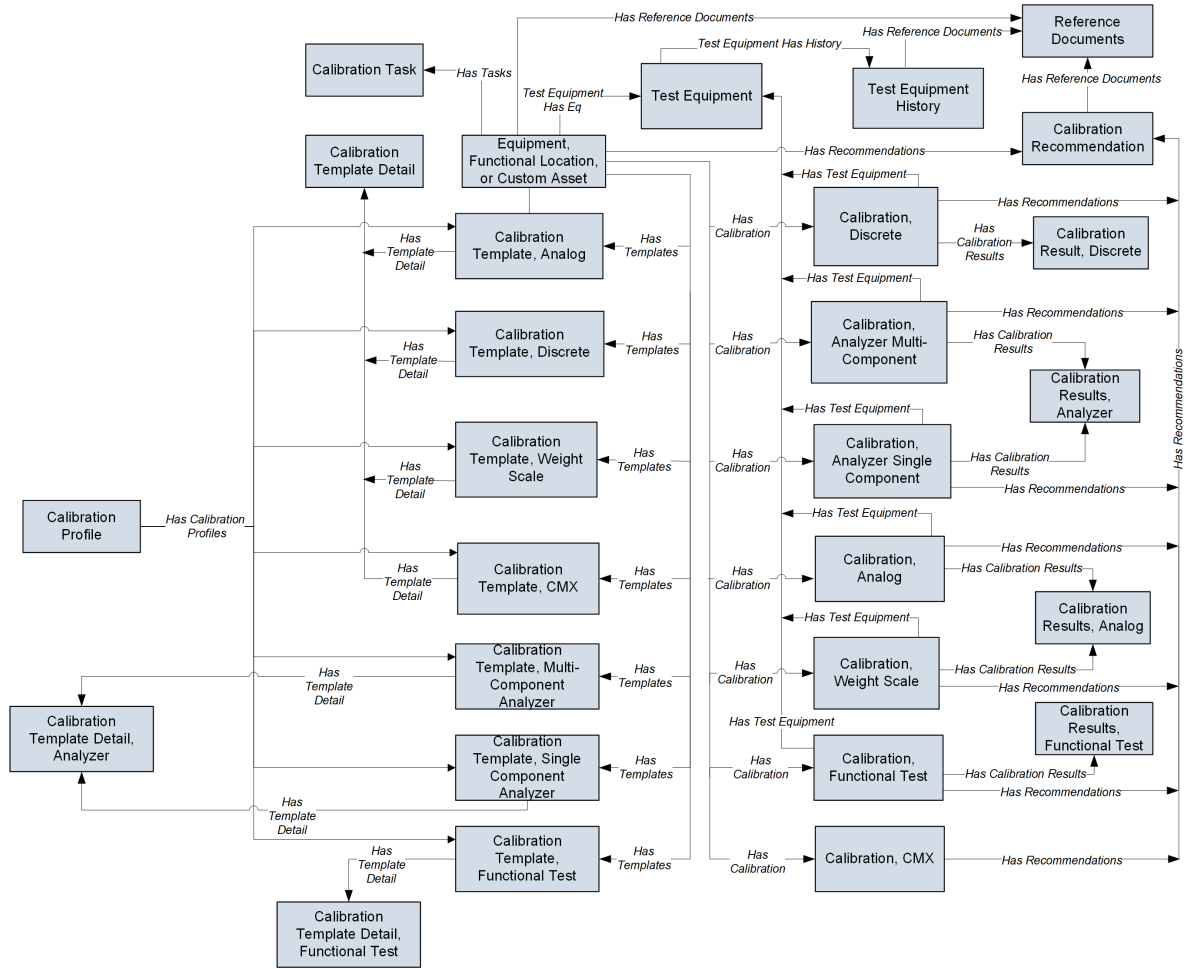 Has Reference Documents
Reference
Documents
Has Reference Documents
Test Equipment Has History
Calibration Task
Has Tasks
Test Equipment
Has Eq
Test Equipment
Test Equipment
History
Has Reference Documents
Calibration
Template Detail
Equipment,
Functional Location,
or Custom Asset
Has Recommendations
Calibration
Recommendation
Has Test Equipment
Has
Template
Detail
Calibration
Template, Analog
Has
Templates
Has
Calibration
Calibration,
Discrete
Has Recommendations
Has
Calibration
Results
Calibration
Result, Discrete
Has Test Equipment
Has
Template
Detail
Calibration
Template, Discrete
Has
Templates
Has
Calibration
Calibration,
Analyzer Multi-
Component
Has Recommendations
Has Calibration
Results
Calibration
Results,
Analyzer
Has Recommendations
Has Test Equipment
Has
Template
Detail
Calibration
Template, Weight
Scale
Has
Templates
Has
Calibration
Calibration,
Analyzer Single
Component
Has Calibration
Results
Has Recommendations
Calibration
Profile
Has Calibration
Profiles
Has Test Equipment
Has
Template
Detail
Calibration
Template, CMX
Has
Templates
Has
Calibration
Calibration,
Analog
Has Recommendations
Has Calibration Results
Calibration
Results, Analog
Has Test Equipment
Has
Template
Detail
Calibration
Template, Multi-
Component
Analyzer
Has
Templates
Has
Calibration
Calibration,
Weight Scale
Has Calibration Results
Has Recommendations
Calibration
Template Detail,
Analyzer
Has Test Equipment
Calibration
Results,
Functional Test
Calibration
Template, Single
Component
Analyzer
Has
Templates
Has
Calibration
Calibration,
Functional Test
Has Calibration Results
Has Recommendations
Has
Template
Detail
Has
Template
Detail
Calibration
Template,
Functional Test
Has
Templates
Has
Calibration
Calibration, CMX
Has Recommendations
Calibration
Template Detail,
Functional Test